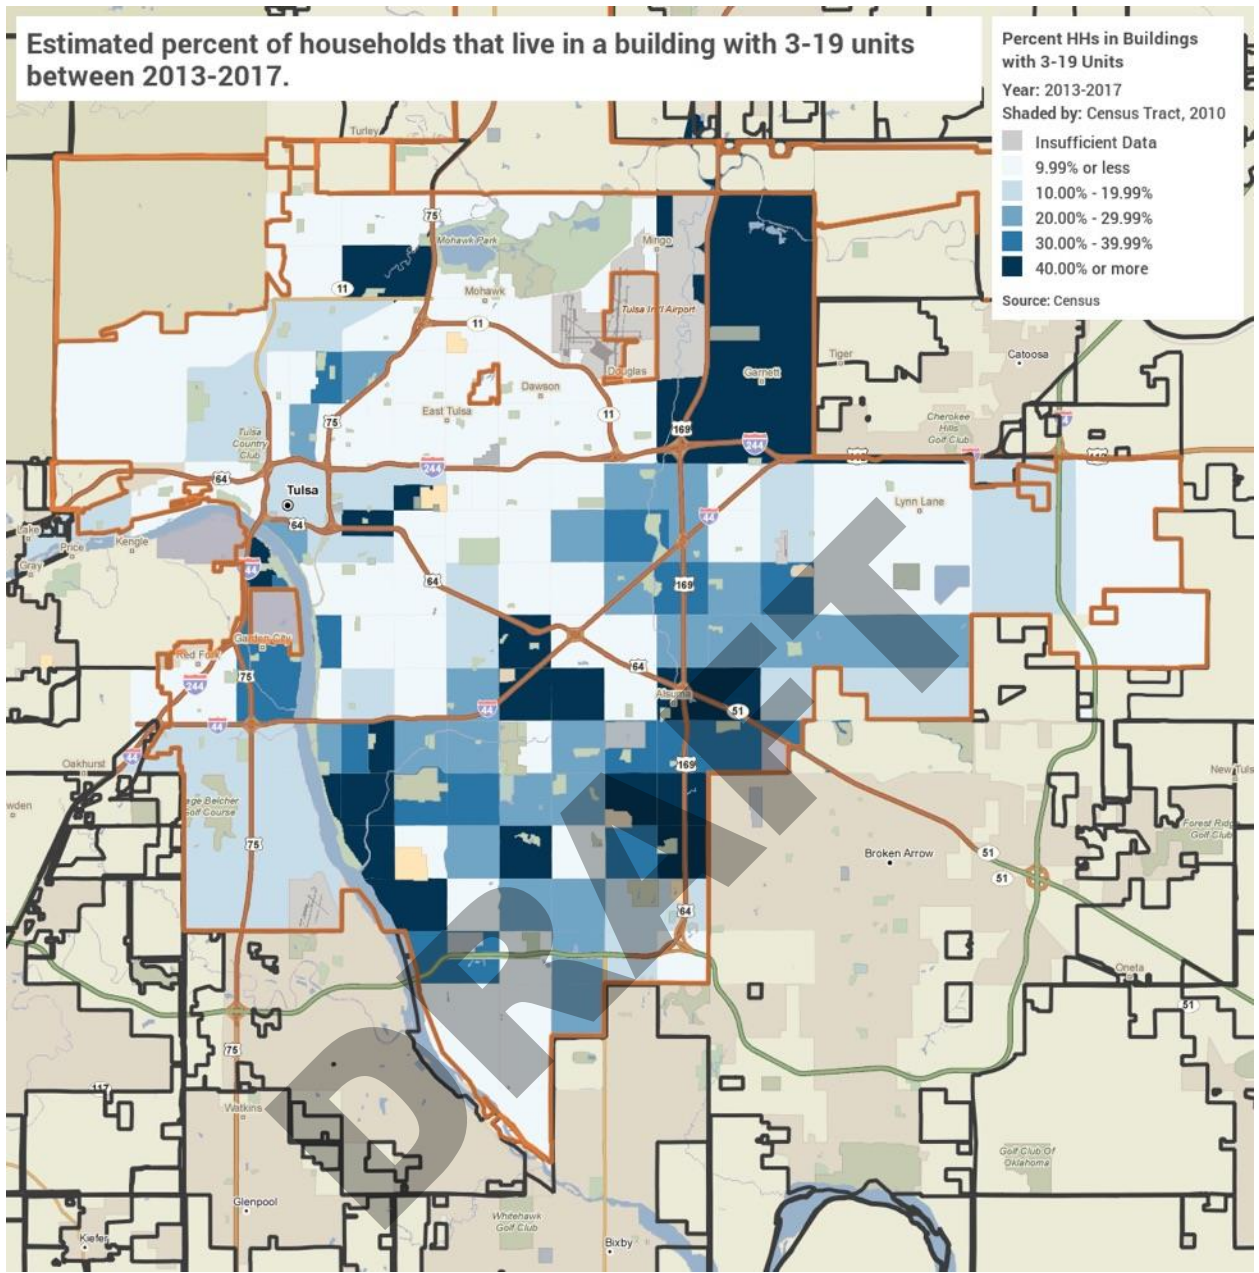 Estimated percent of households that live in a building with 3-19 units
between 2013-2017.
Percent HHs in Buildings
with 3-19 Units
Year: 2013-2017
Shaded by: Census Tract, 2010
Insufficient Data
9.99% or less
10.00% - 19.99%
20.00% - 29.99%
30.00% - 39.99%
40.00% or more
Source: Census
Turley
75
Mohawk Park
Mingo
11
Mohawk
11
Tulsa Int'l Airport
Tiger
Catoosa
Douglas
Garnett
Dawson
East Tulsa
11
75
169
244
Cherokee
Hills
Golf Club
Tulsa
Country
Club
64
244
Tulsa
64
Lynn Lane
44
Lake
Price
Kengle
Gray
44
64
169
Garden City
Red Fork
75
244
64
Alsuma
51
44
44
44
Oakhurst
169
New Tuls
wden
ege Belcher
Golf Course
75
Forest Ridg
Golf Club
Broken Arrow
51
51
64
Oneta
51
75
117
Watkins
DRAFT
Golf Club Of
Oklahoma
Glenpool
Whitehawk
Golf Club
Kiefer
Bixby